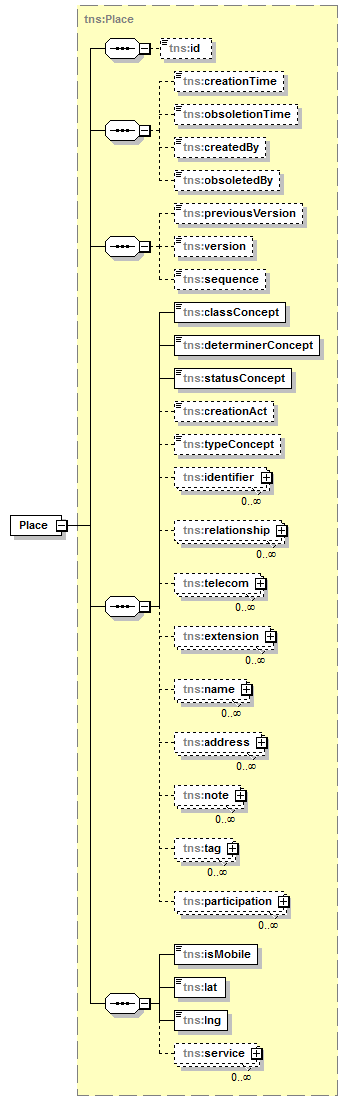 tns:Place
tns:id
tns:creationTime
tns:obsoletionTime
tns:createdBy
tns:obsoletedBy
tns:previousVersion
tns:version
tns:sequence
tns:classConcept
tns:determinerConcept
tns:statusConcept
tns:creationAct
tns:typeConcept
tns:identifier
0..∞
Place
tns:relationship
0..∞
tns:telecom
0..∞
tns:extension
0..∞
tns:name
0..∞
tns:address
0..∞
tns:note
0..∞
tns:tag
0..∞
tns:participation
0..∞
tns:isMobile
tns:lat
tns:lng
tns:service
0..∞